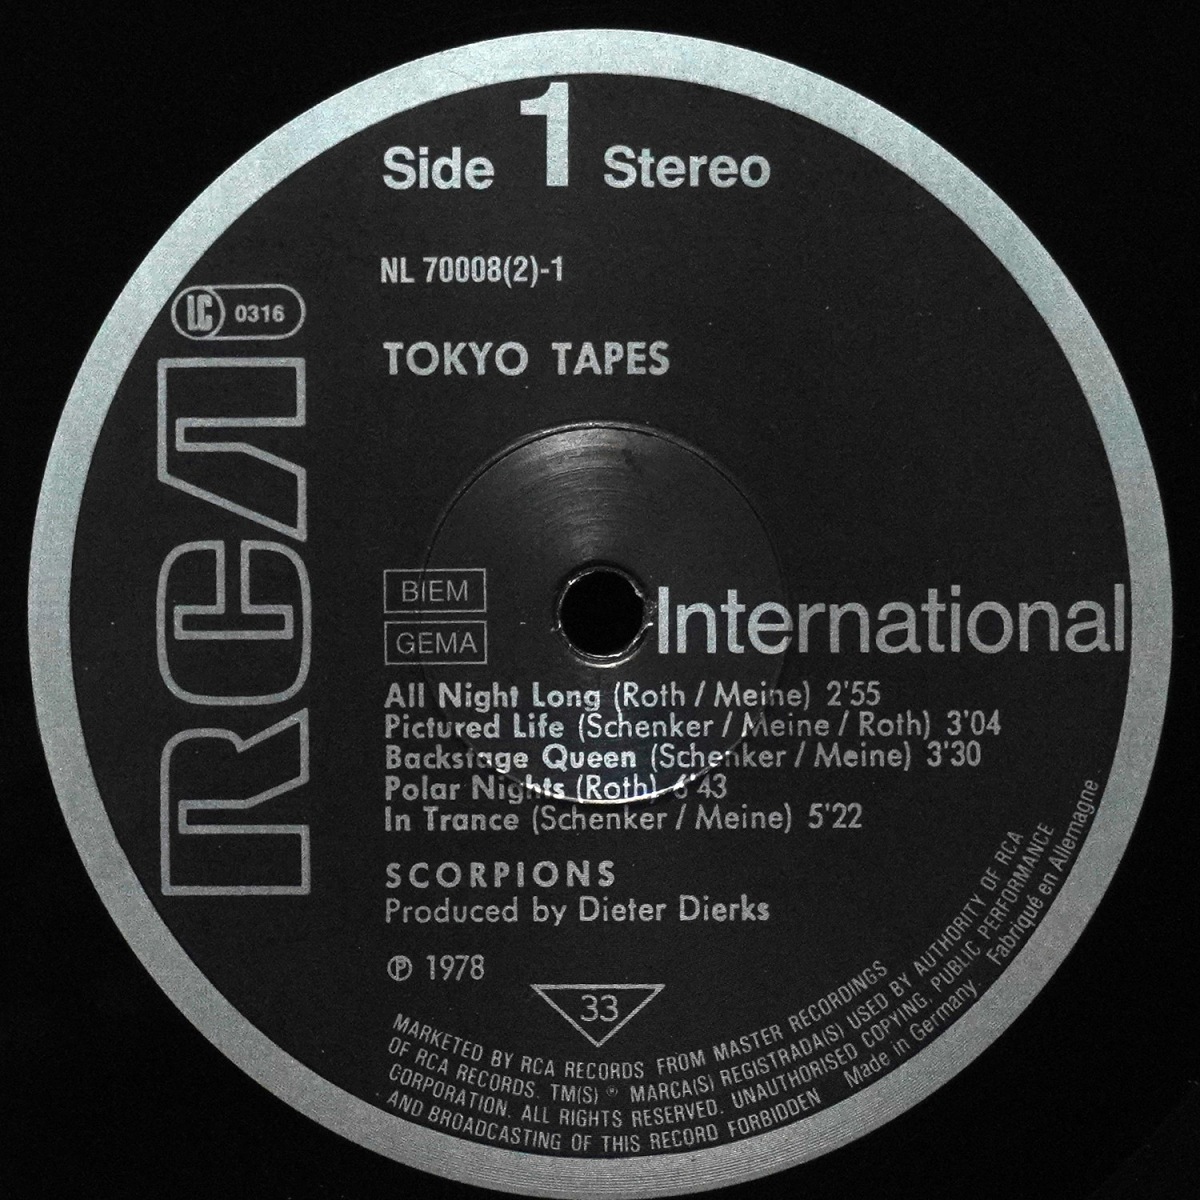 Side 1 Stereo
NL 70008(2)-1
LC 0316
TOKYO TAPES
RCA
BIEM
GEMA
International
All Night Long (Roth / Meine) 2'55
Pictured Life (Schenker / Meine / Roth) 3'04
Backstage Queen (Schenker / Meine) 3'30
Polar Nights (Roth) 6'43
In Trance (Schenker / Meine) 5'22
SCORPIONS
Produced by Dieter Dierks
℗ 1978
33
MARKETED BY RCA RECORDS FROM MASTER RECORDINGS
OF RCA RECORDS. TM(S) ® MARCA(S) REGISTRADA(S) USED BY AUTHORITY OF RCA
CORPORATION. ALL RIGHTS RESERVED. UNAUTHORISED COPYING. PUBLIC PERFORMANCE
AND BROADCASTING OF THIS RECORD FORBIDDEN Made in Germany. Fabriqué en Allemagne